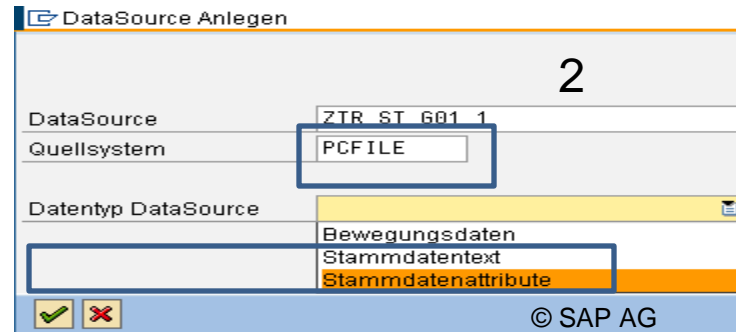 DataSource Anlegen
2
DataSource ZTR_ST_G01_1
Quellsystem PCFILE
Datentyp DataSource
Bewegungsdaten
Stammdatentext
Stammdatenattribute
© SAP AG